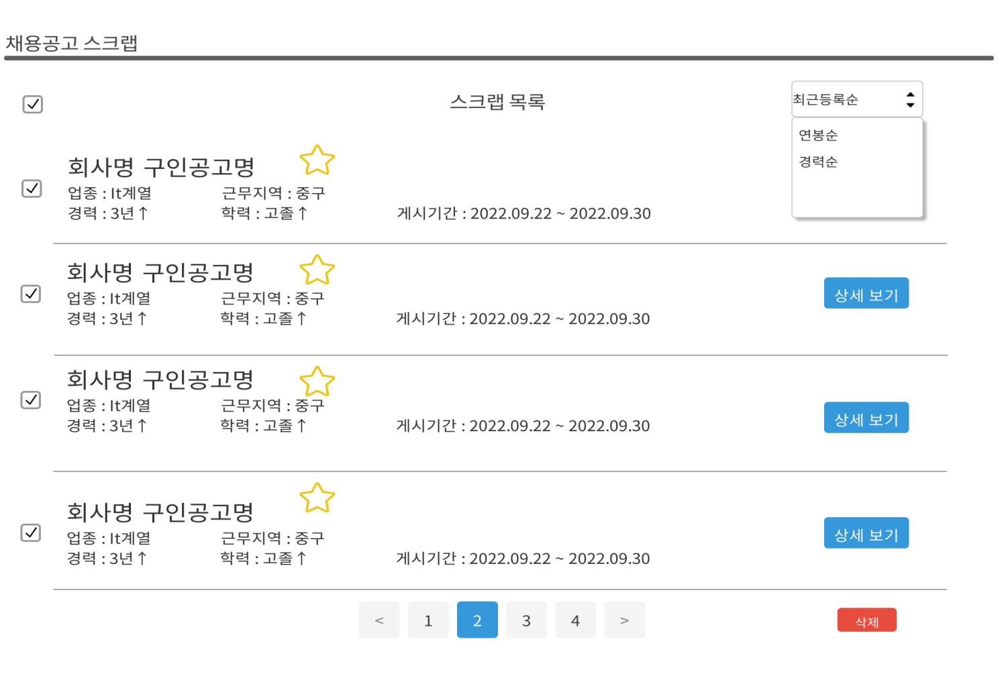 채용공고 스크랩
스크랩 목록
최근등록순
연봉순
경력순
회사명 구인공고명
업종 : It계열 근무지역 : 중구
경력 : 3년↑ 학력 : 고졸↑ 게시기간 : 2022.09.22 ~ 2022.09.30
회사명 구인공고명
업종 : It계열 근무지역 : 중구
경력 : 3년↑ 학력 : 고졸↑ 게시기간 : 2022.09.22 ~ 2022.09.30
상세 보기
회사명 구인공고명
업종 : It계열 근무지역 : 중구
경력 : 3년↑ 학력 : 고졸↑ 게시기간 : 2022.09.22 ~ 2022.09.30
상세 보기
회사명 구인공고명
업종 : It계열 근무지역 : 중구
경력 : 3년↑ 학력 : 고졸↑ 게시기간 : 2022.09.22 ~ 2022.09.30
상세 보기
< 1 2 3 4 >
삭제